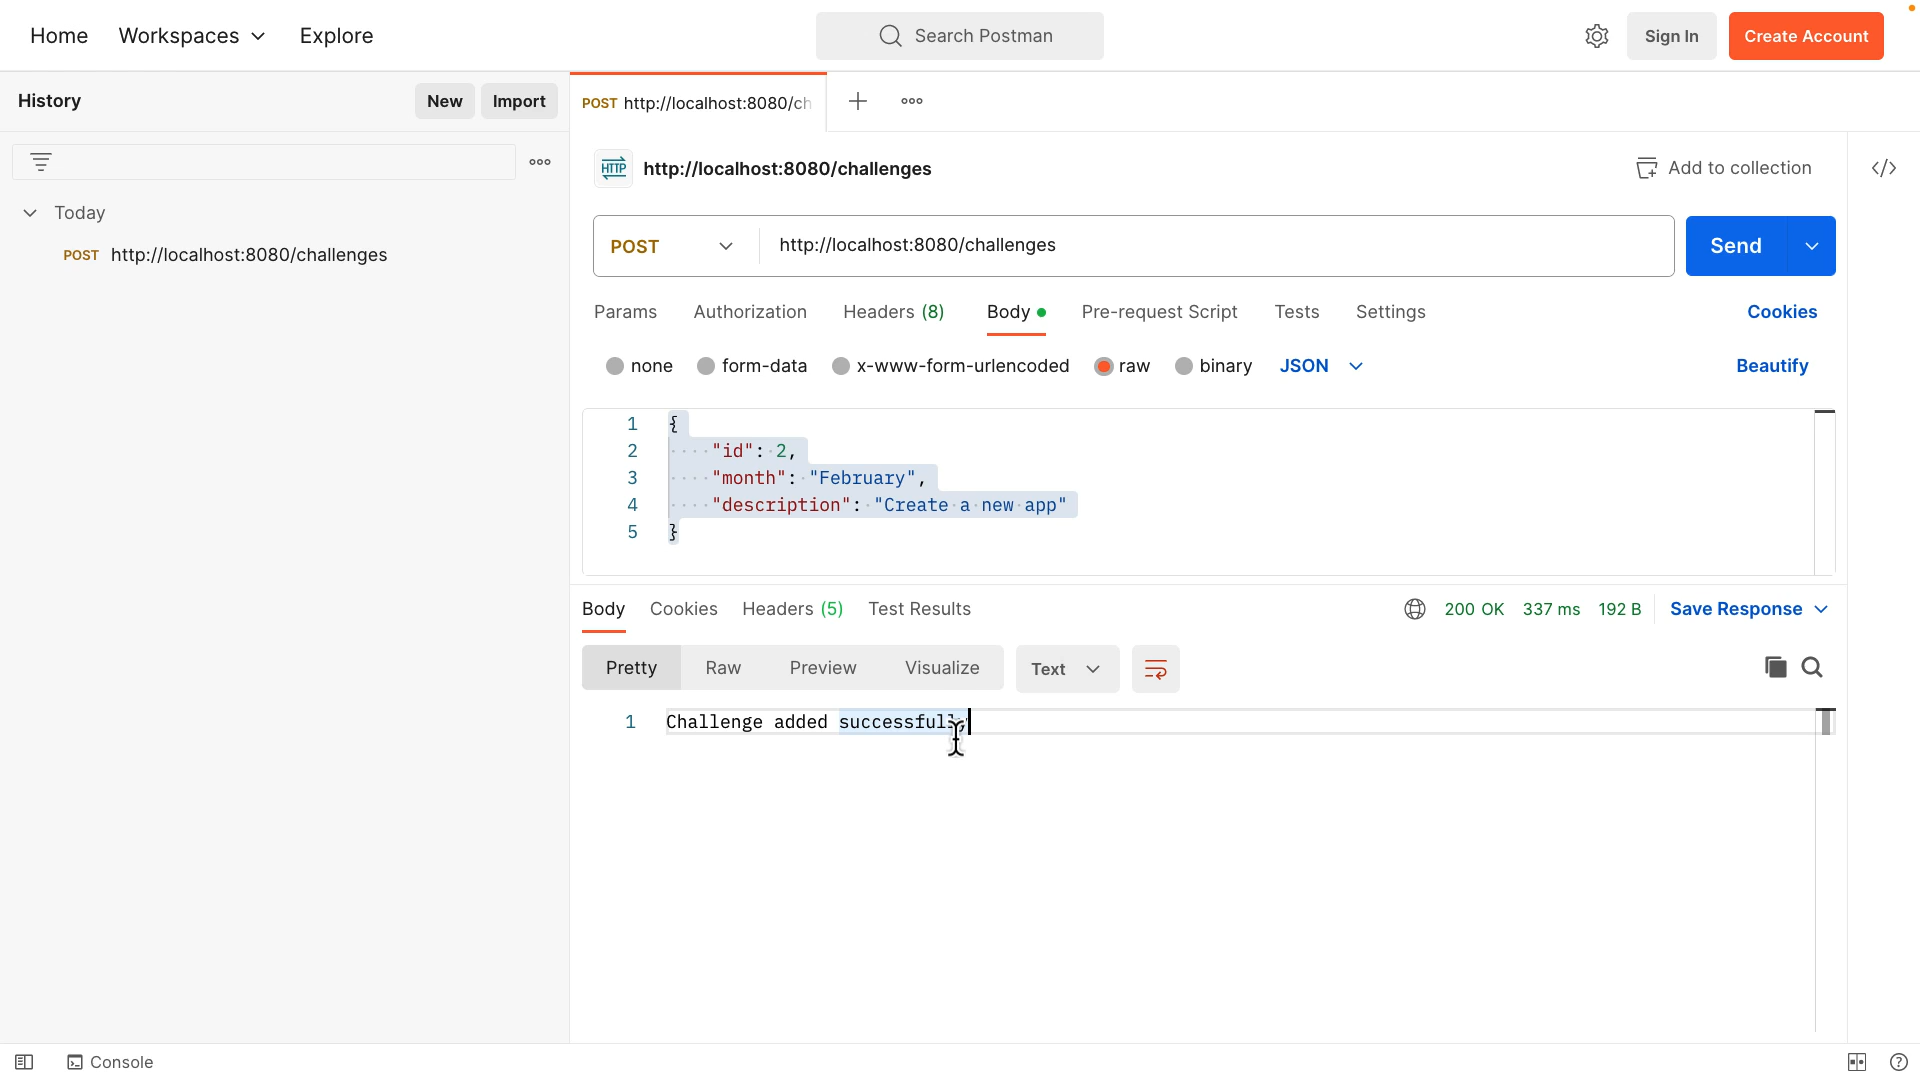 Home Workspaces Explore Search Postman Sign In Create Account
History New Import
POST http://localhost:8080/ch
HTTP http://localhost:8080/challenges Add to collection </>
Today
POST http://localhost:8080/challenges
POST http://localhost:8080/challenges Send
Params Authorization Headers (8) Body Pre-request Script Tests Settings Cookies
none form-data x-www-form-urlencoded raw binary JSON Beautify
1 {
2 "id": 2,
3 "month": "February",
4 "description": "Create a new app"
5 }
Body Cookies Headers (5) Test Results 200 OK 337 ms 192 B Save Response
Pretty Raw Preview Visualize Text
1 Challenge added successfully
Console